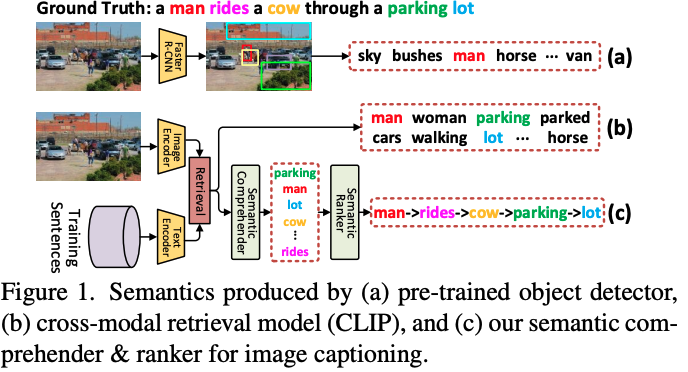 Ground Truth: a man rides a cow through a parking lot
Faster
R-CNN
sky bushes man horse ··· van
(a)
Image
Encoder
man woman parking parked
cars walking lot ··· horse
(b)
Retrieval
Training
Sentences
Text
Encoder
Semantic
Comprehender
parking
man
lot
cow
···
rides
Semantic
Ranker
man->rides->cow->parking->lot
(c)
Figure 1. Semantics produced by (a) pre-trained object detector,
(b) cross-modal retrieval model (CLIP), and (c) our semantic com-
prehender & ranker for image captioning.